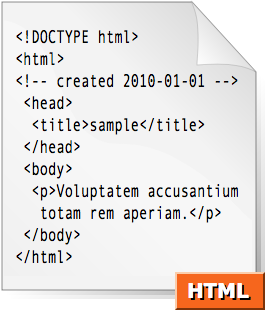 <!DOCTYPE html>
<html>
<!-- created 2010-01-01 -->
<head>
<title>sample</title>
</head>
<body>
<p>Voluptatem accusantium
totam rem aperiam.</p>
</body>
</html>
HTML